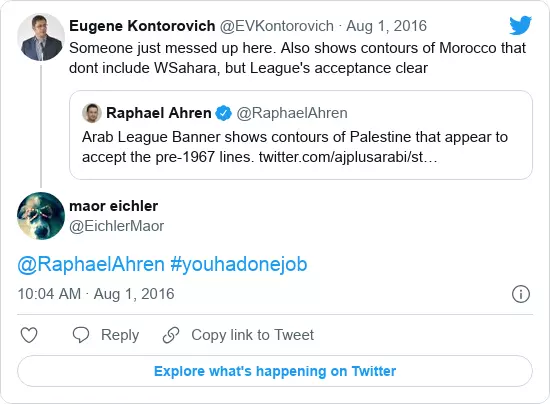 Eugene Kontorovich @EVKontorovich · Aug 1, 2016
Someone just messed up here. Also shows contours of Morocco that
dont include WSahara, but League's acceptance clear
Raphael Ahren @RaphaelAhren
Arab League Banner shows contours of Palestine that appear to
accept the pre-1967 lines. twitter.com/ajplusarabi/st…
maor eichler
@EichlerMaor
@RaphaelAhren #youhadonejob
10:04 AM · Aug 1, 2016
Reply
Copy link to Tweet
Explore what's happening on Twitter